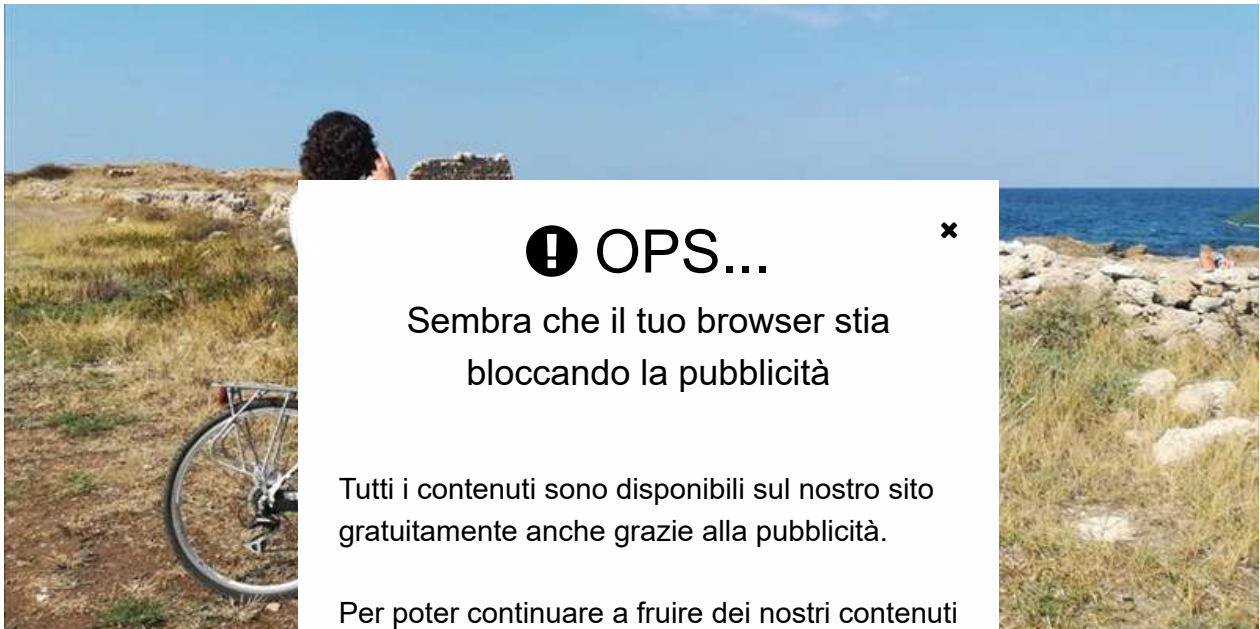 OPS...
Sembra che il tuo browser stia
bloccando la pubblicità
Tutti i contenuti sono disponibili sul nostro sito
gratuitamente anche grazie alla pubblicità.
Per poter continuare a fruire dei nostri contenuti